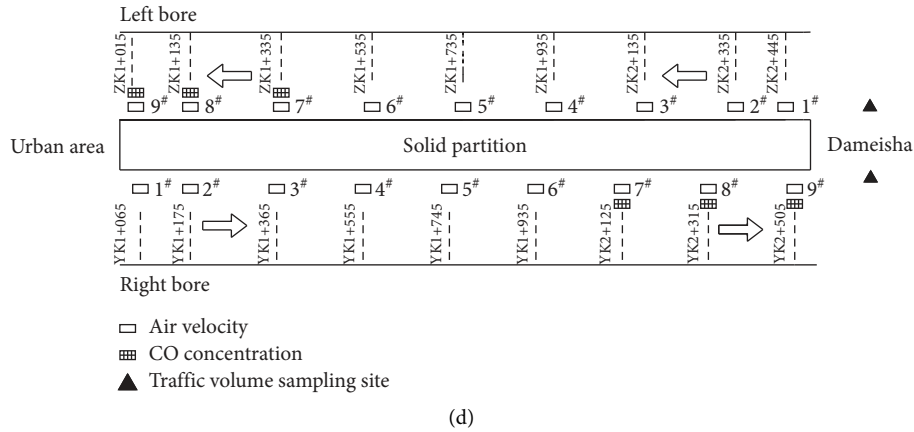 Left bore
ZK1+015
ZK1+135
ZK1+335
ZK1+535
ZK1+735
ZK1+935
ZK2+135
ZK2+335
ZK2+445
9# 8# 7# 6# 5# 4# 3# 2# 1#
Urban area
Solid partition
Dameisha
1# 2# 3# 4# 5# 6# 7# 8# 9#
YK1+065
YK1+175
YK1+365
YK1+555
YK1+745
YK1+935
YK2+125
YK2+315
YK2+505
Right bore
Air velocity
CO concentration
Traffic volume sampling site
(d)